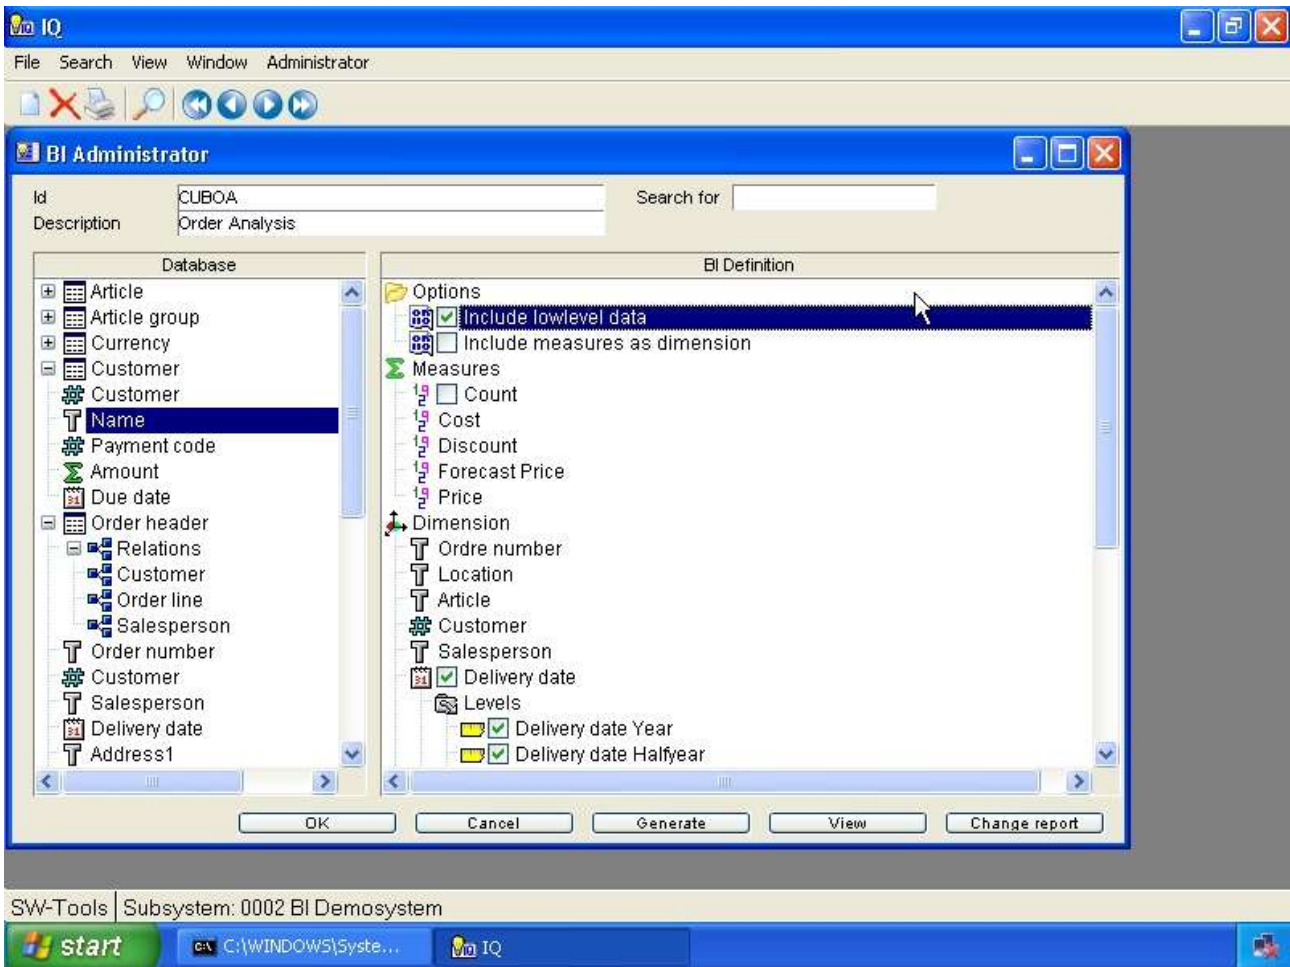 IQ
File Search View Window Administrator
BI Administrator
Id CUBOA Search for
Description Order Analysis
Database
Article
Article group
Currency
Customer
Customer
Name
Payment code
Amount
Due date
Order header
Relations
Customer
Order line
Salesperson
Order number
Customer
Salesperson
Delivery date
Address1
BI Definition
Options
Include lowlevel data
Include measures as dimension
Measures
Count
Cost
Discount
Forecast Price
Price
Dimension
Ordre number
Location
Article
Customer
Salesperson
Delivery date
Levels
Delivery date Year
Delivery date Halfyear
OK Cancel Generate View Change report
SW-Tools Subsystem: 0002 BI Demosystem
start C:\WINDOWS\Syste... IQ